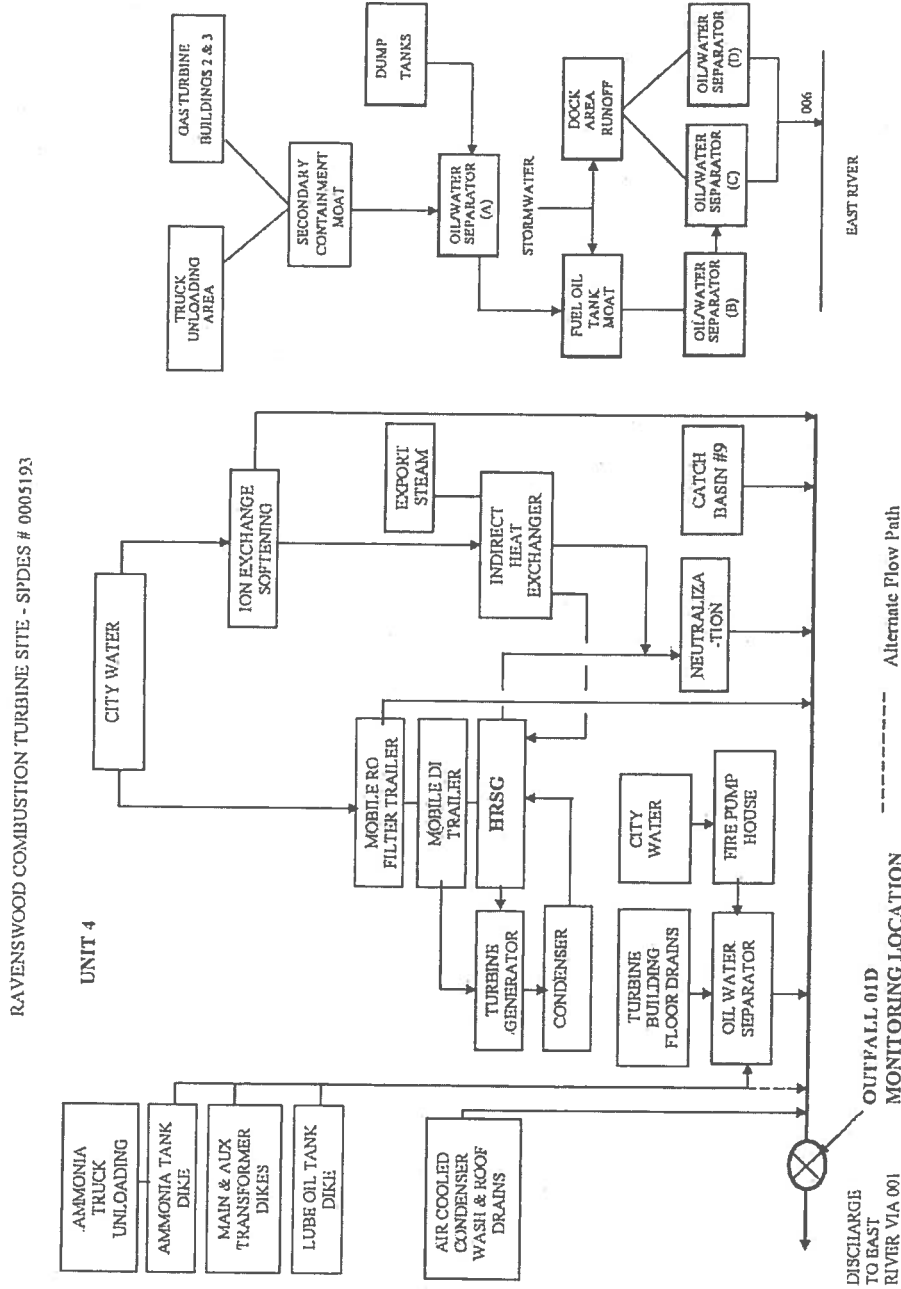 RAVENSWOOD COMBUSTION TURBINE SITE - SPDES # 0005193
UNIT 4
AMMONIA
TRUCK
UNLOADING
AMMONIA TANK
DIKE
MAIN & AUX
TRANSFORMER
DIKES
LUBE OIL TANK
DIKE
AIR COOLED
CONDENSER
WASH & ROOF
DRAINS
CITY WATER
MOBILE RO
FILTER TRAILER
MOBILE DI
TRAILER
HRSG
TURBINE
GENERATOR
CONDENSER
TURBINE
BUILDING
FLOOR DRAINS
OIL WATER
SEPARATOR
CITY
WATER
FIRE PUMP
HOUSE
ION EXCHANGE
SOFTENING
EXPORT
STEAM
INDIRECT
HEAT
EXCHANGER
NEUTRALIZA
-TION
CATCH
BASIN #9
DISCHARGE
TO EAST
RIVER VIA 001
OUTFALL 01D
MONITORING LOCATION
Alternate Flow Path
TRUCK
UNLOADING
AREA
GAS TURBINE
BUILDINGS 2 & 3
SECONDARY
CONTAINMENT
MOAT
DUMP
TANKS
OIL/WATER
SEPARATOR
(A)
STORMWATER
FUEL OIL
TANK
MOAT
DOCK
AREA
RUNOFF
OIL/WATER
SEPARATOR
(B)
OIL/WATER
SEPARATOR
(C)
OIL/WATER
SEPARATOR
(D)
006
EAST RIVER